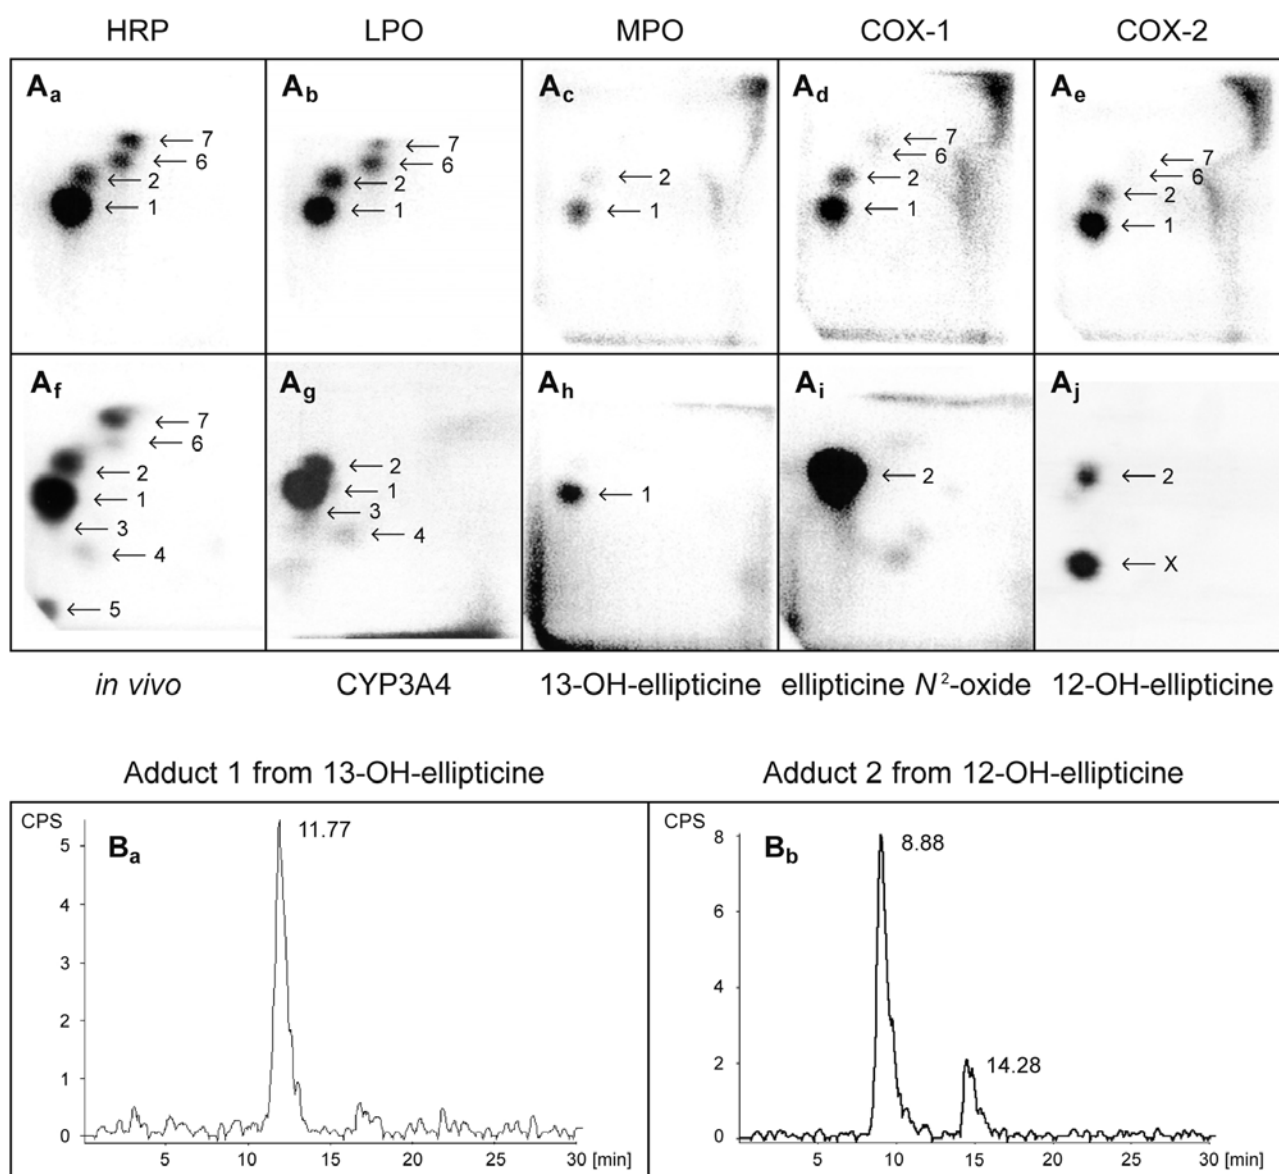 HRP LPO MPO COX-1 COX-2
Aa Ab Ac Ad Ae
7 6 2 1
7 6 2 1
2 1
7 6 2 1
7 6 2 1
Af Ag Ah Ai Aj
7 6 2 1 3 4 5
2 1 3 4
1
2
2 X
in vivo CYP3A4 13-OH-ellipticine ellipticine N²-oxide 12-OH-ellipticine
Adduct 1 from 13-OH-ellipticine
CPS
Ba
11.77
5
4
3
2
1
0
5 10 15 20 25 30 [min]
Adduct 2 from 12-OH-ellipticine
CPS
Bb
8.88
14.28
8
6
4
2
0
5 10 15 20 25 30 [min]